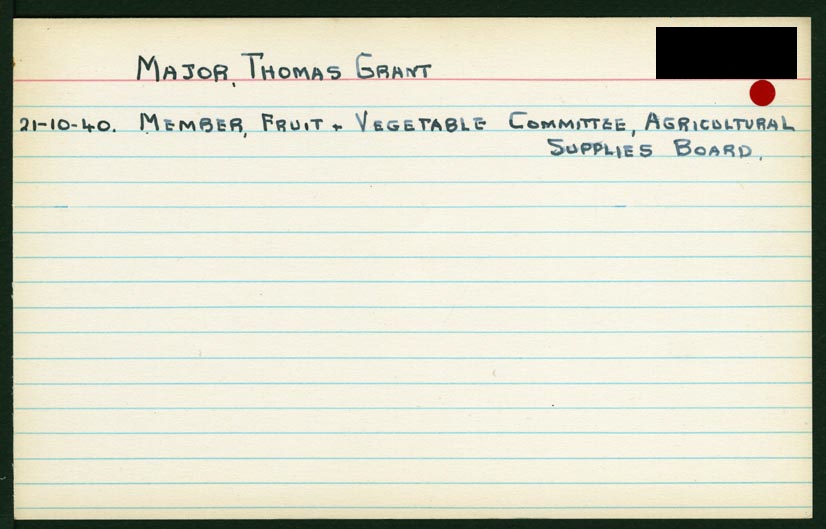 MAJOR, THOMAS GRANT
21-10-40. MEMBER, FRUIT + VEGETABLE COMMITTEE, AGRICULTURAL
SUPPLIES BOARD.